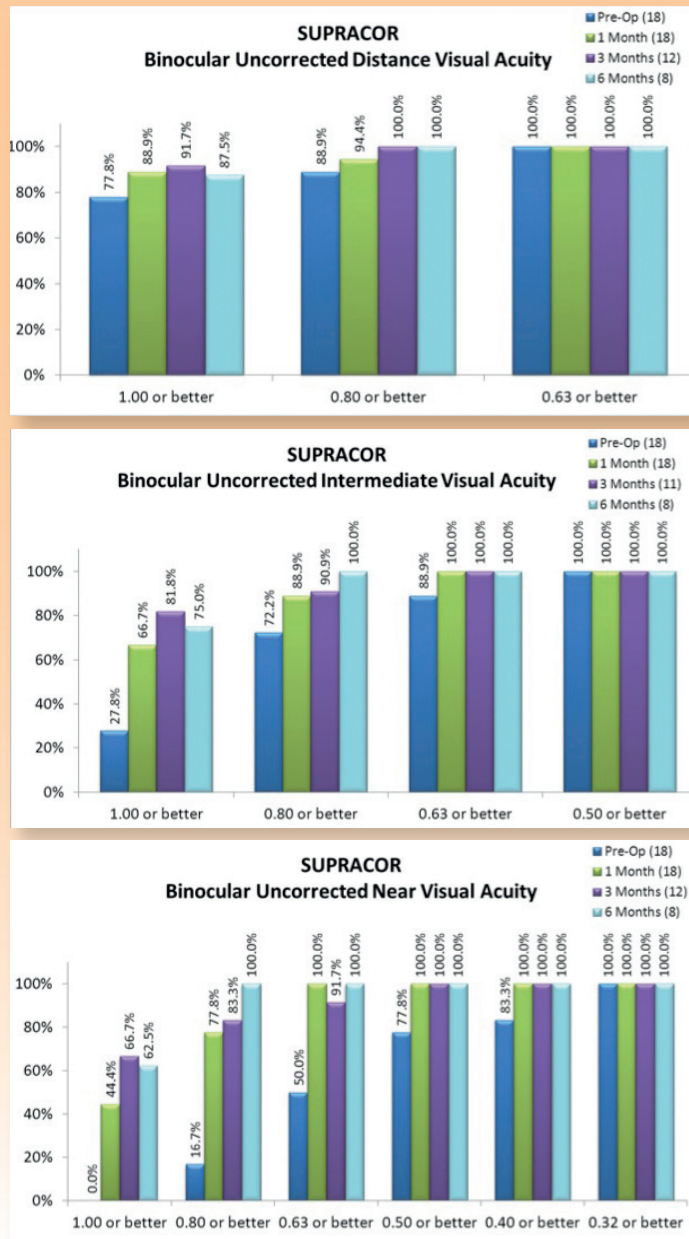 SUPRACOR
Binocular Uncorrected Distance Visual Acuity
Pre-Op (18)
1 Month (18)
3 Months (12)
6 Months (8)
100%
80%
60%
40%
20%
0%
77.8%
88.9%
91.7%
87.5%
88.9%
94.4%
100.0%
100.0%
100.0%
100.0%
100.0%
100.0%
1.00 or better
0.80 or better
0.63 or better
SUPRACOR
Binocular Uncorrected Intermediate Visual Acuity
Pre-Op (18)
1 Month (18)
3 Months (11)
6 Months (8)
100%
80%
60%
40%
20%
0%
27.8%
66.7%
81.8%
75.0%
72.2%
88.9%
90.9%
100.0%
88.9%
100.0%
100.0%
100.0%
100.0%
100.0%
100.0%
100.0%
1.00 or better
0.80 or better
0.63 or better
0.50 or better
SUPRACOR
Binocular Uncorrected Near Visual Acuity
Pre-Op (18)
1 Month (18)
3 Months (12)
6 Months (8)
100%
80%
60%
40%
20%
0%
0.0%
44.4%
66.7%
62.5%
16.7%
77.8%
83.3%
100.0%
50.0%
100.0%
91.7%
100.0%
77.8%
100.0%
100.0%
100.0%
83.3%
100.0%
100.0%
100.0%
100.0%
100.0%
100.0%
100.0%
1.00 or better
0.80 or better
0.63 or better
0.50 or better
0.40 or better
0.32 or better